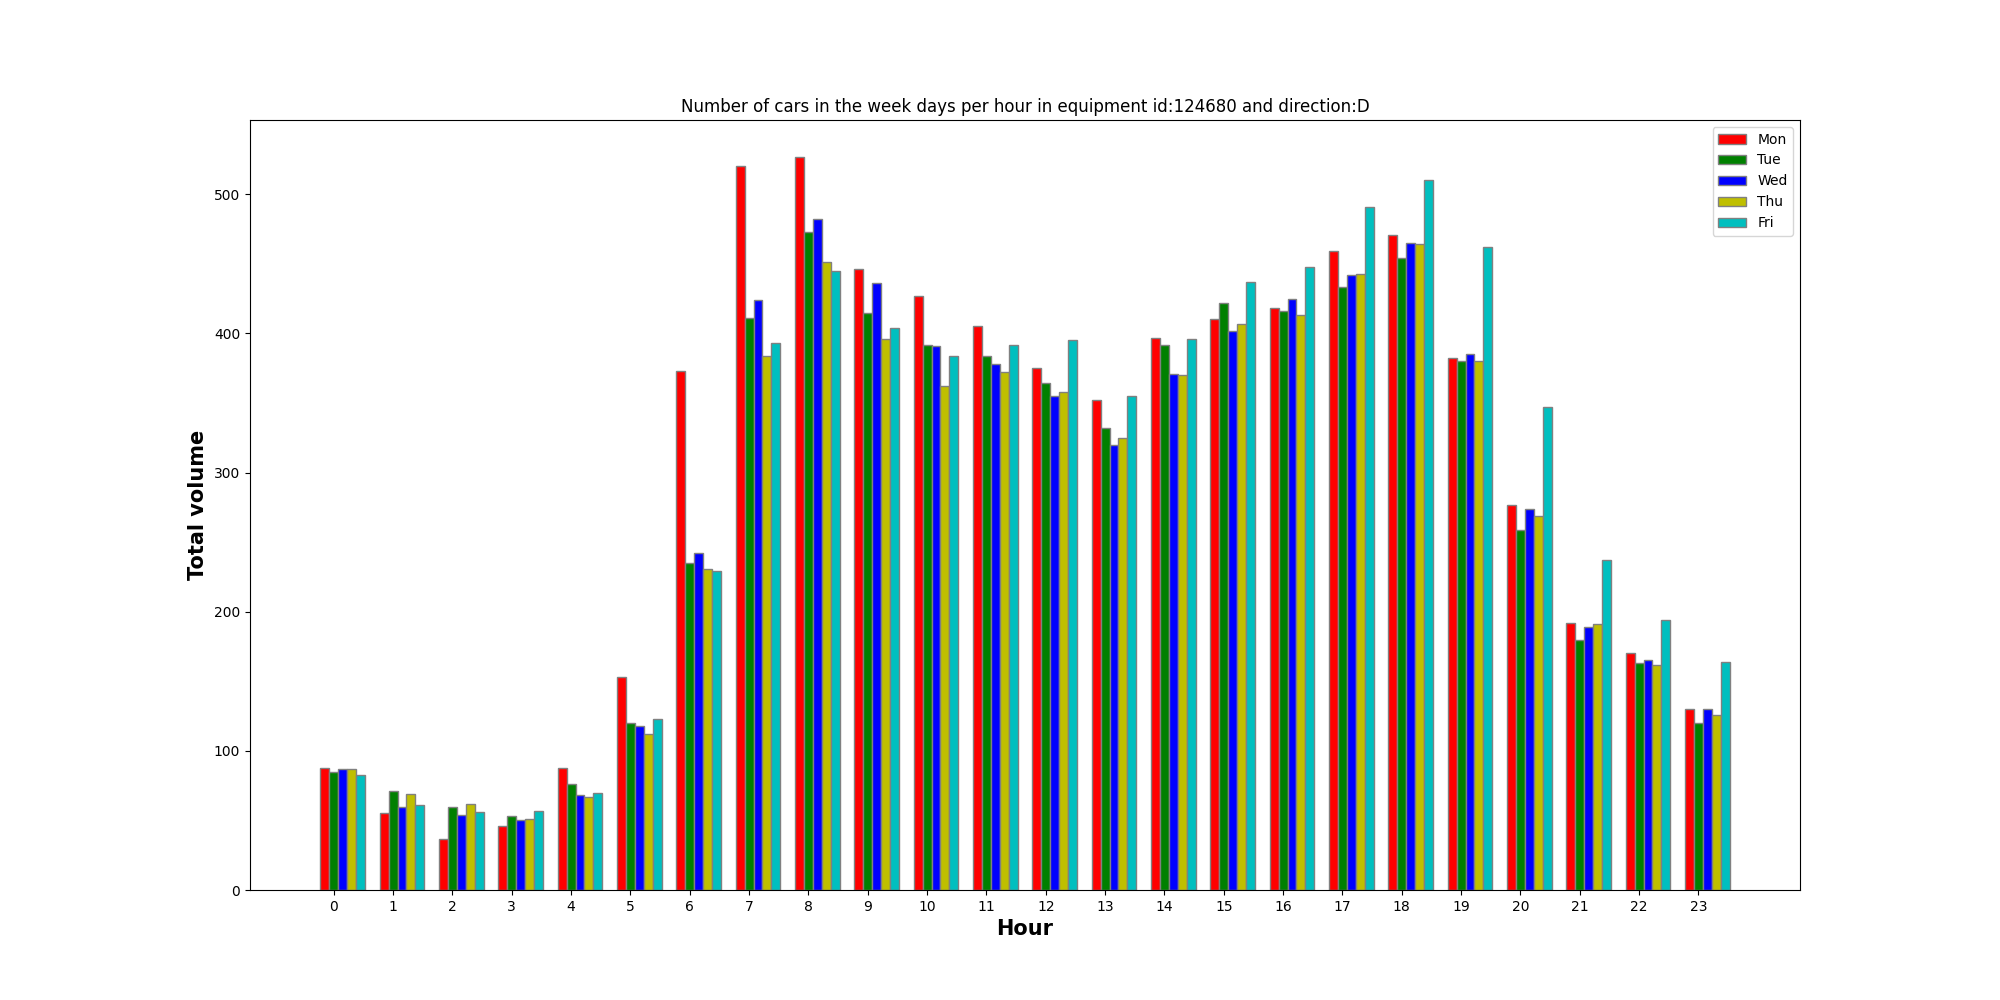 Number of cars in the week days per hour in equipment id:124680 and direction:D
Mon
Tue
Wed
Thu
Fri
Total volume
500
400
300
200
100
0
0 1 2 3 4 5 6 7 8 9 10 11 12 13 14 15 16 17 18 19 20 21 22 23
Hour